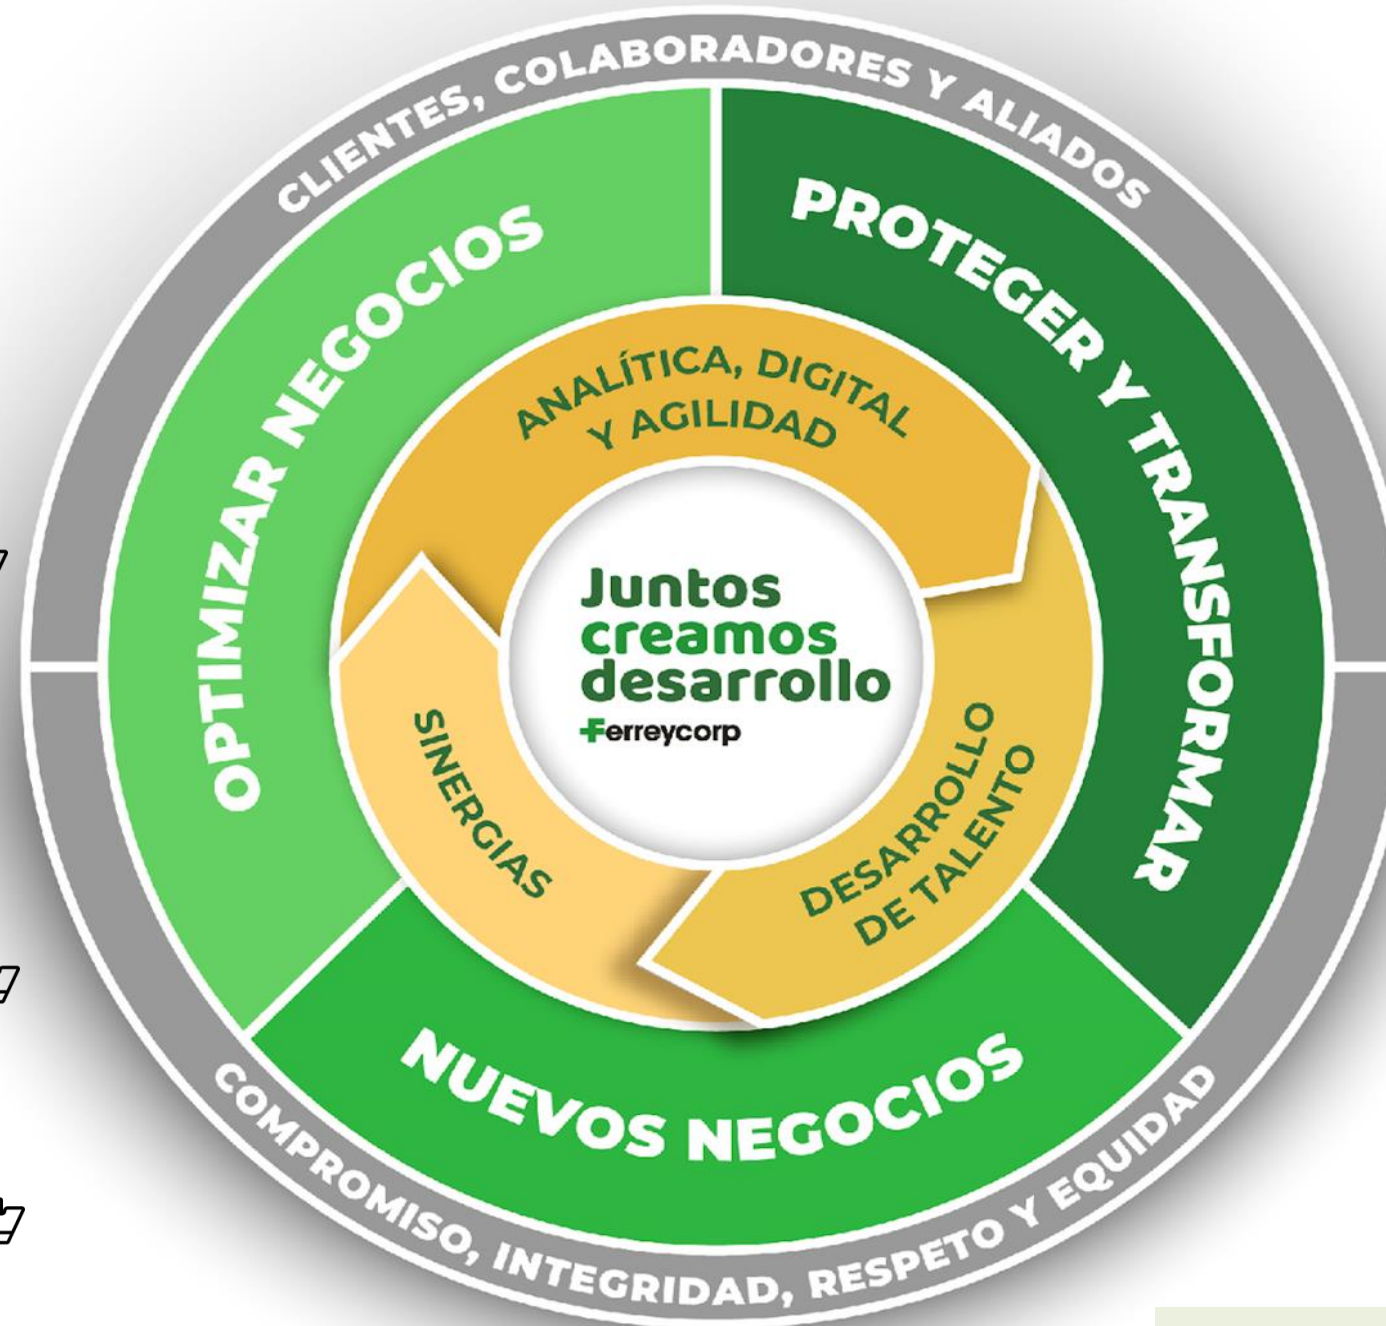 CLIENTES, COLABORADORES Y ALIADOS
OPTIMIZAR NEGOCIOS
PROTEGER Y TRANSFORMAR
ANALÍTICA, DIGITAL
Y AGILIDAD
Juntos
creamos
desarrollo
Ferreycorp
SINERGIAS
DESARROLLO
DE TALENTO
NUEVOS NEGOCIOS
COMPROMISO, INTEGRIDAD, RESPETO Y EQUIDAD